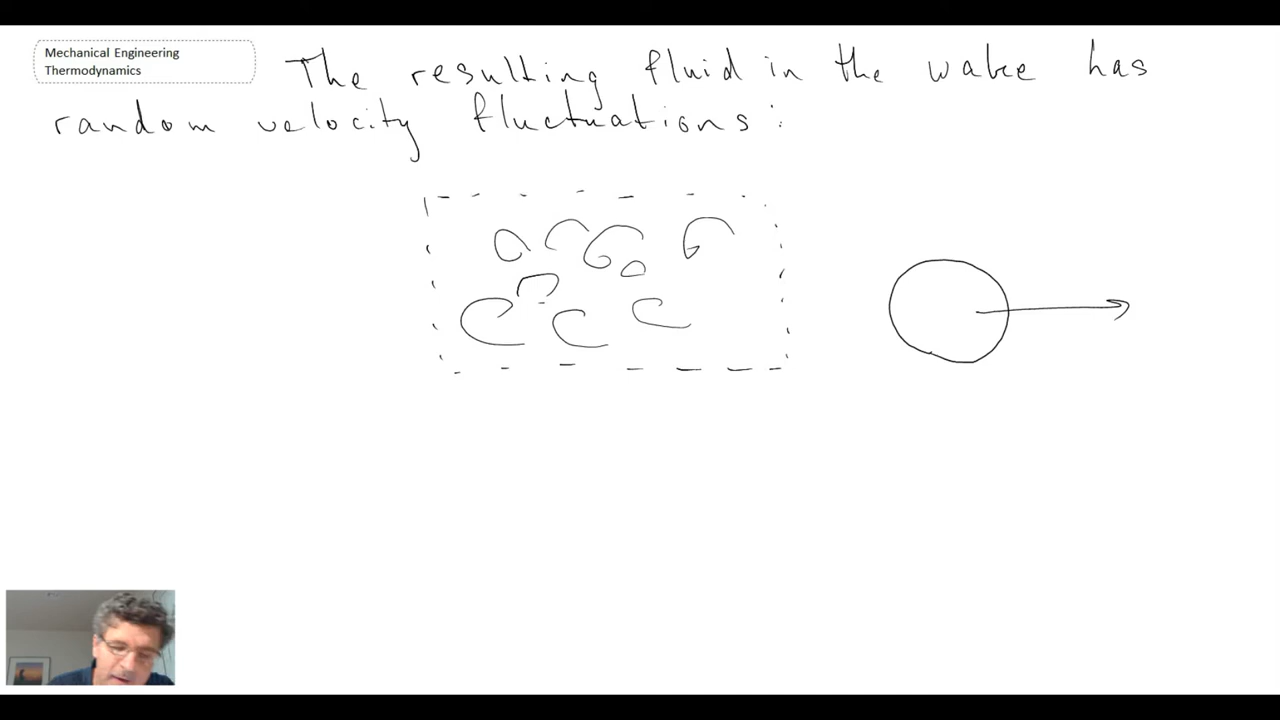 Mechanical Engineering
Thermodynamics
The resulting fluid in the wake has
random velocity fluctuations: